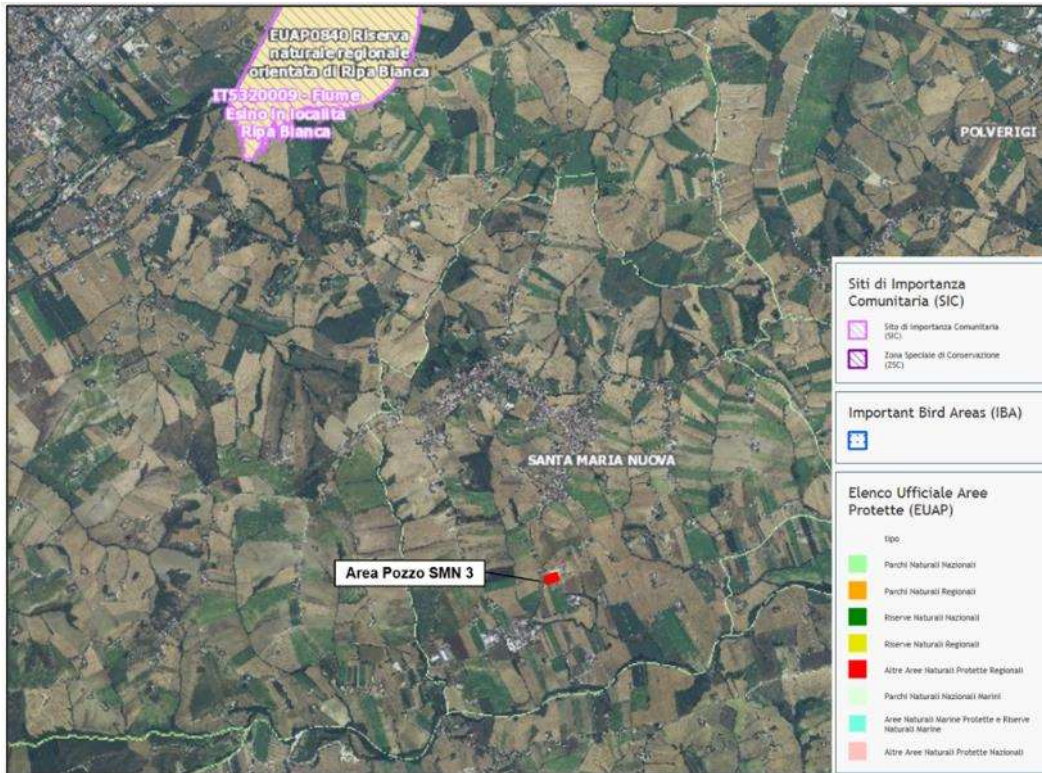 EUAP0840 Riserva
naturale regionale
orientata di Ripa Bianca
IT5320009 - Fiume
Esino in località
Ripa Bianca
POLVERIGI
SANTA MARIA NUOVA
Area Pozzo SMN 3
Siti di Importanza
Comunitaria (SIC)
Sito di Importanza Comunitaria
(SIC)
Zona Speciale di Conservazione
(ZSC)
Important Bird Areas (IBA)
Elenco Ufficiale Aree
Protette (EUAP)
tipo
Parchi Naturali Nazionali
Parchi Naturali Regionali
Riserve Naturali Nazionali
Riserve Naturali Regionali
Altre Aree Naturali Protette Regionali
Parchi Naturali Nazionali Marini
Aree Naturali Marine Protette e Riserve
Naturali Marine
Altre Aree Naturali Protette Nazionali